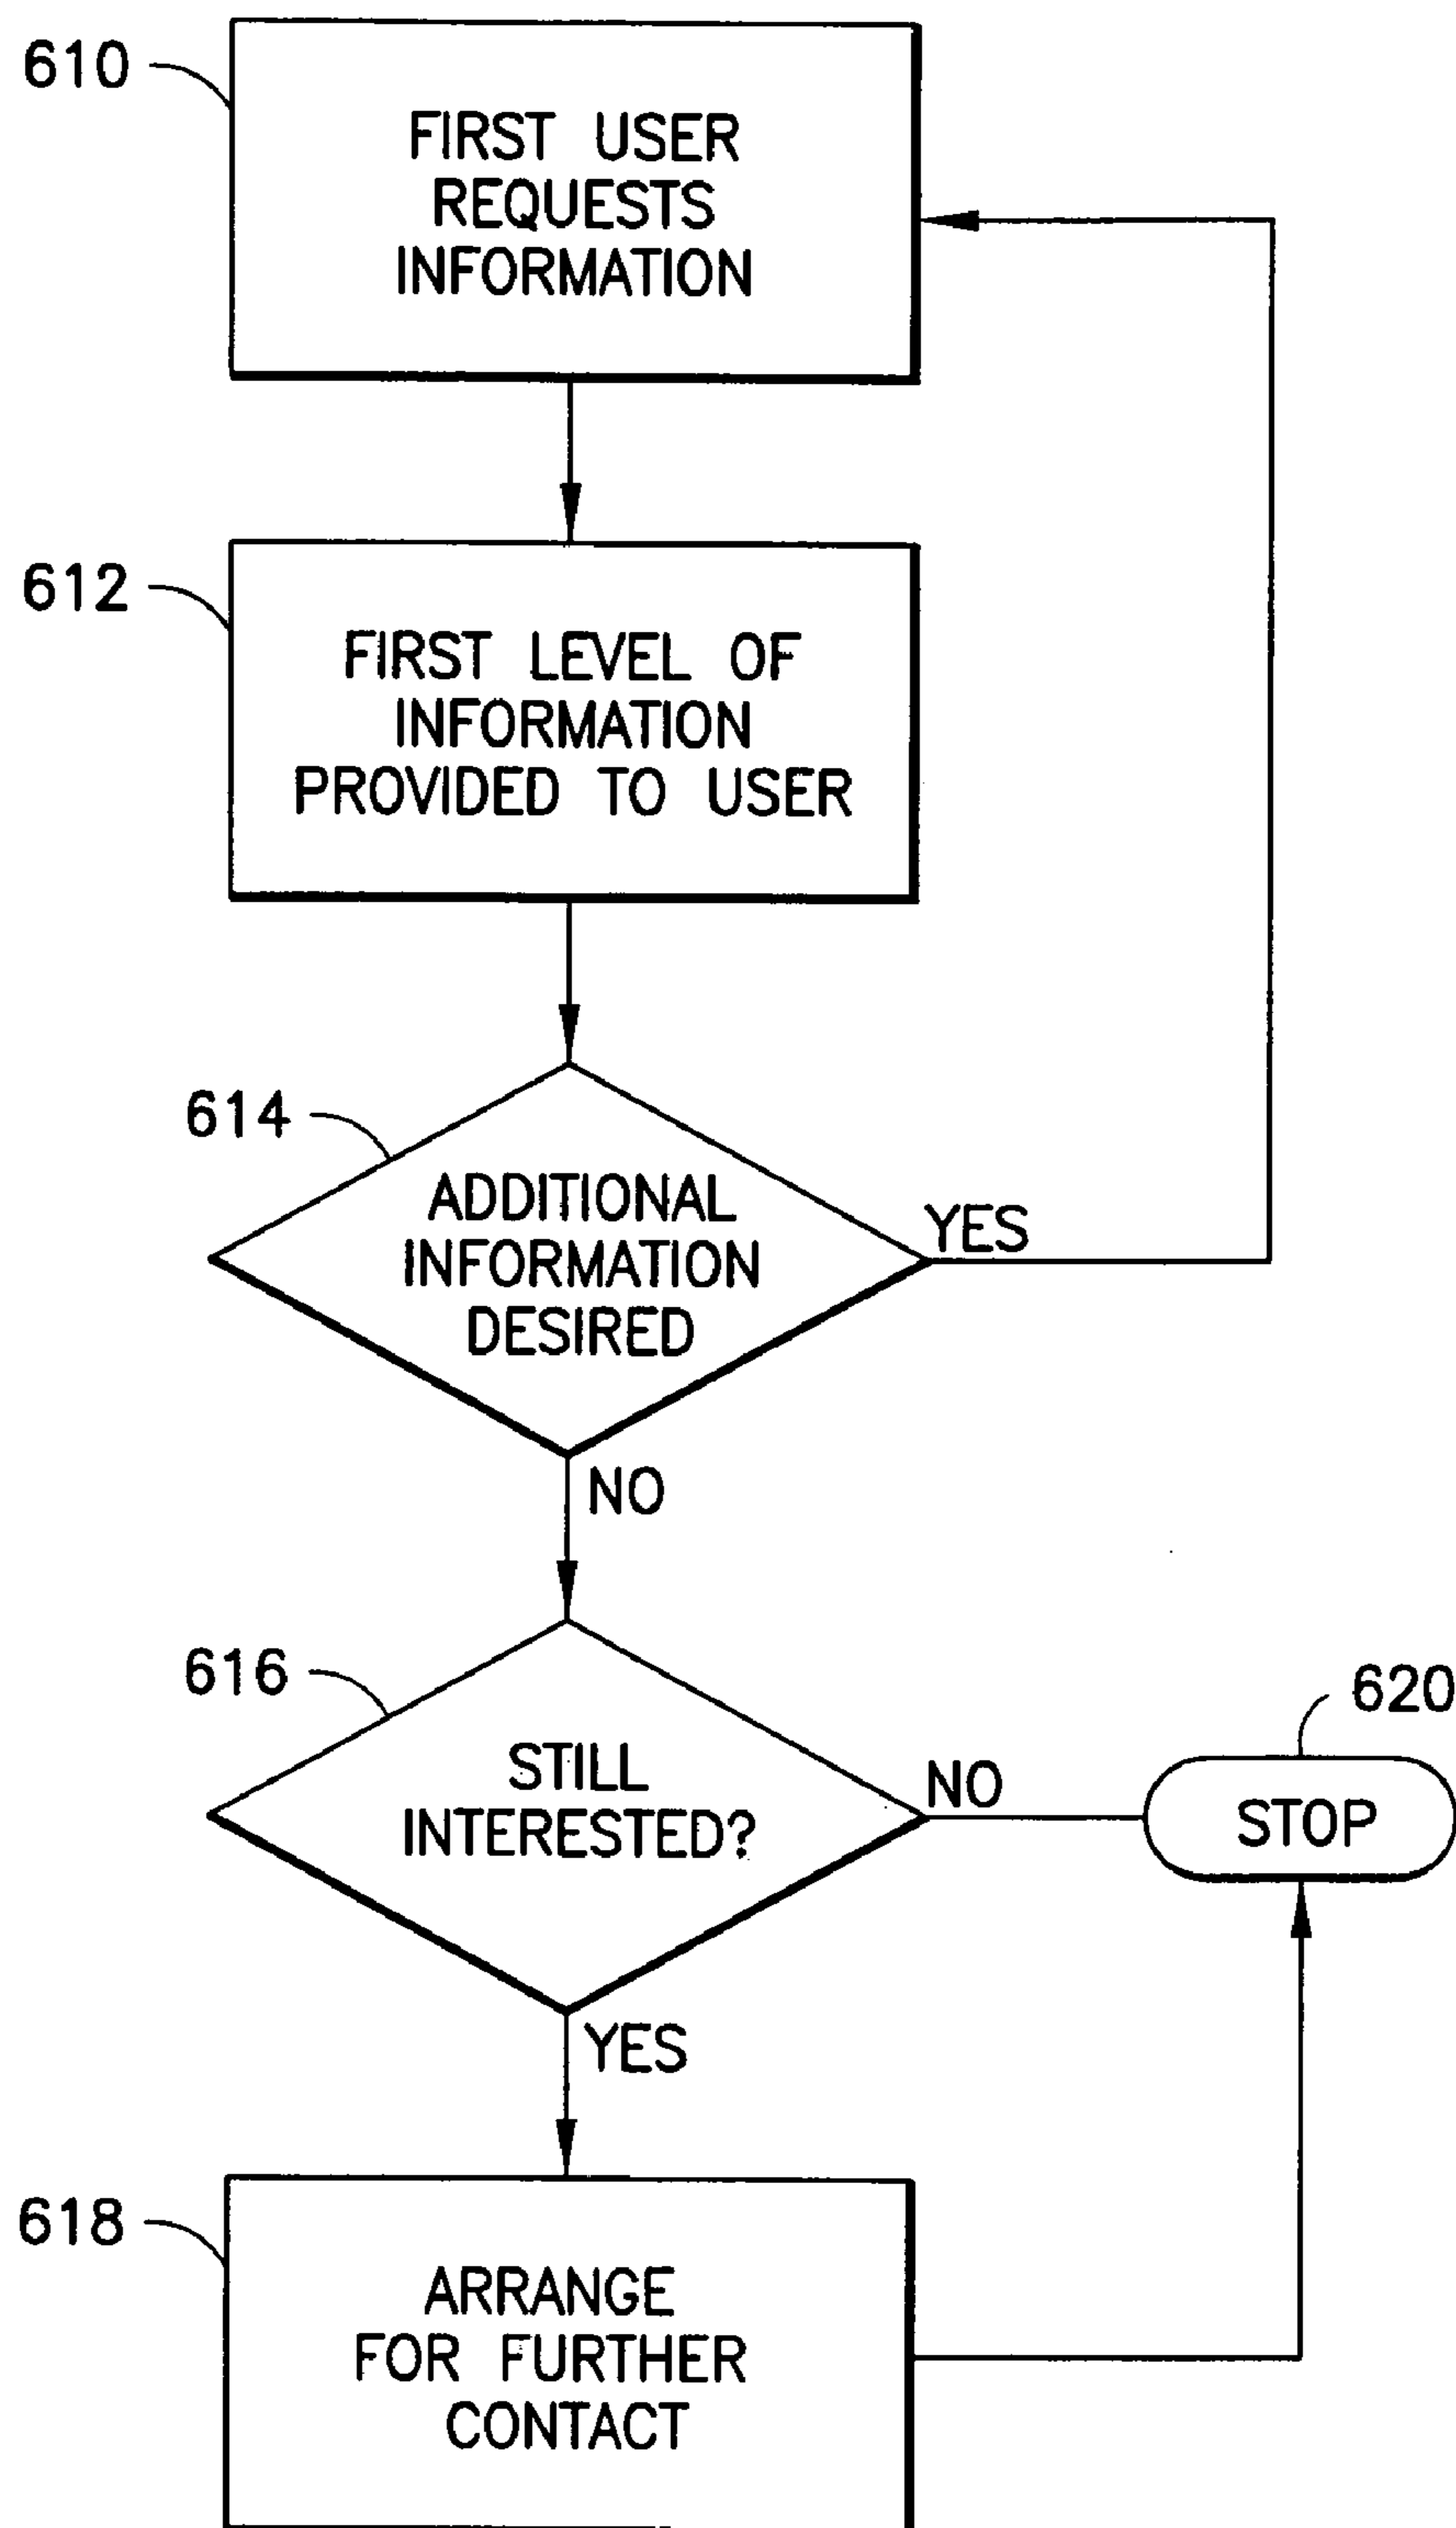 610
FIRST USER
REQUESTS
INFORMATION
612
FIRST LEVEL OF
INFORMATION
PROVIDED TO USER
614
ADDITIONAL
INFORMATION
DESIRED
YES
NO
616
STILL
INTERESTED?
NO
620
STOP
YES
618
ARRANGE
FOR FURTHER
CONTACT